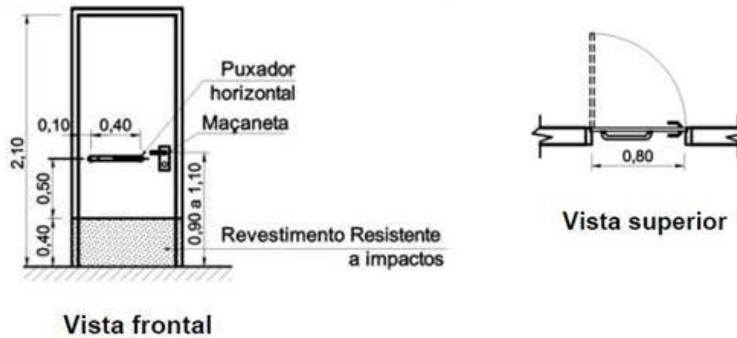 Puxador
horizontal
Maçaneta
0,10
0,40
2,10
0,50
0,90 a 1,10
0,40
Revestimento Resistente
a impactos
Vista frontal
0,80
Vista superior